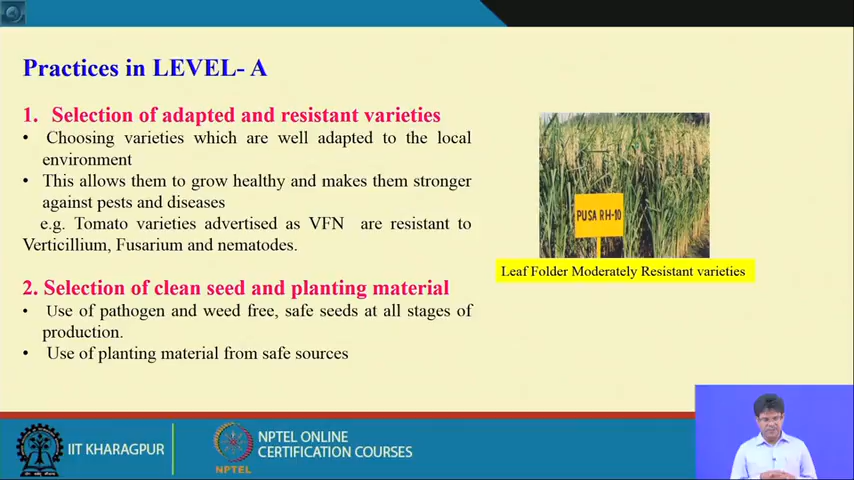 Practices in LEVEL- A
1. Selection of adapted and resistant varieties
• Choosing varieties which are well adapted to the local
environment
• This allows them to grow healthy and makes them stronger
against pests and diseases
e.g. Tomato varieties advertised as VFN are resistant to
Verticillium, Fusarium and nematodes.
2. Selection of clean seed and planting material
• Use of pathogen and weed free, safe seeds at all stages of
production.
• Use of planting material from safe sources
PUSA RH-10
Leaf Folder Moderately Resistant varieties
IIT KHARAGPUR
NPTEL
NPTEL ONLINE
CERTIFICATION COURSES